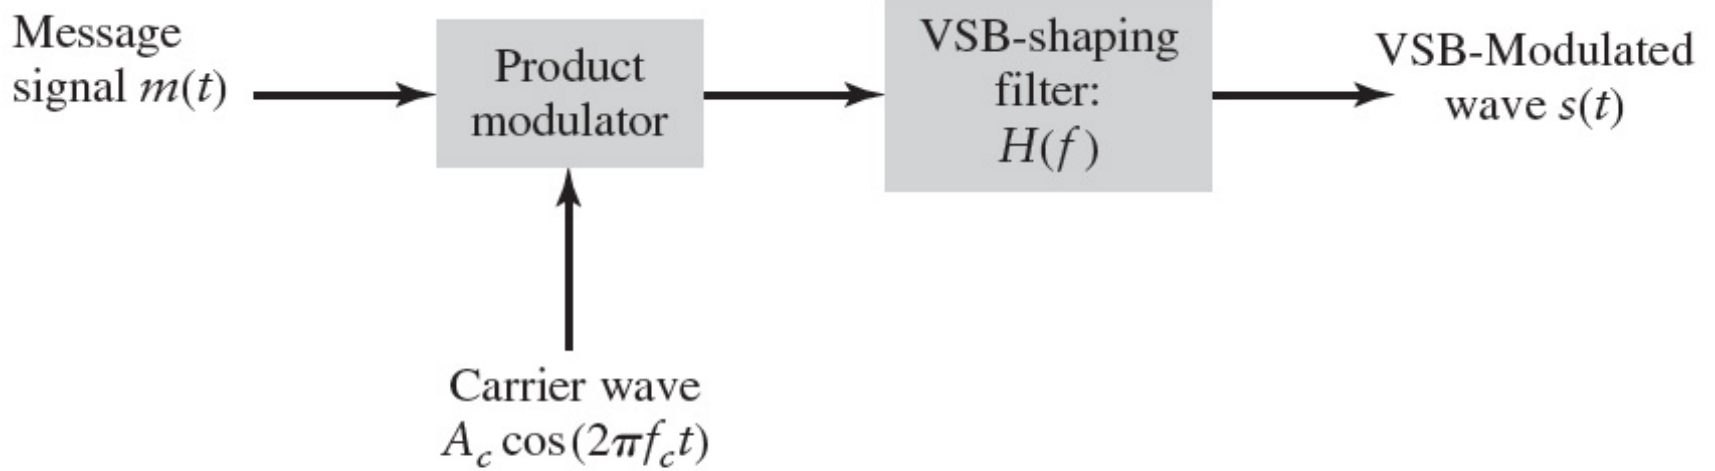 Message
signal m(t)
Product
modulator
VSB-shaping
filter:
H(f)
VSB-Modulated
wave s(t)
Carrier wave
A_c cos(2πf_ct)